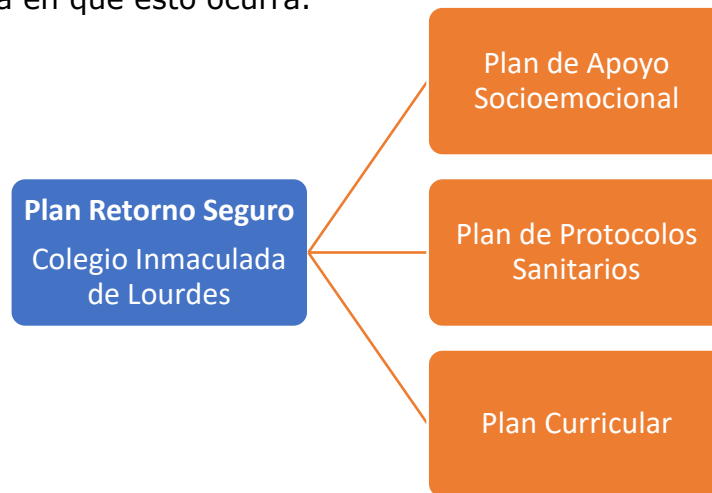 en que esto ocurra.
Plan de Apoyo
Socioemocional
Plan Retorno Seguro
Colegio Inmaculada
de Lourdes
Plan de Protocolos
Sanitarios
Plan Curricular